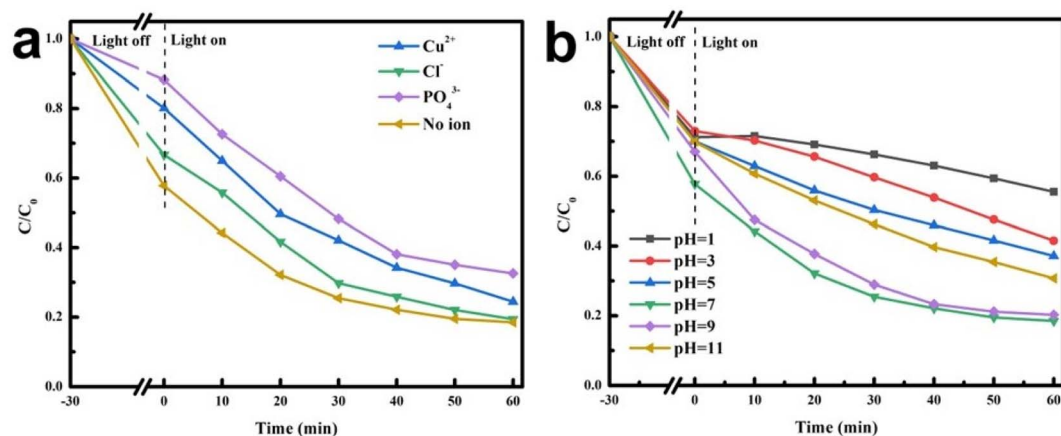 a
Light off
Light on
Cu²⁺
Cl⁻
PO₄³⁻
No ion
C/C₀
1.0
0.8
0.6
0.4
0.2
0.0
-30 0 10 20 30 40 50 60
Time (min)
b
Light off
Light on
pH=1
pH=3
pH=5
pH=7
pH=9
pH=11
C/C₀
1.0
0.8
0.6
0.4
0.2
0.0
-30 0 10 20 30 40 50 60
Time (min)